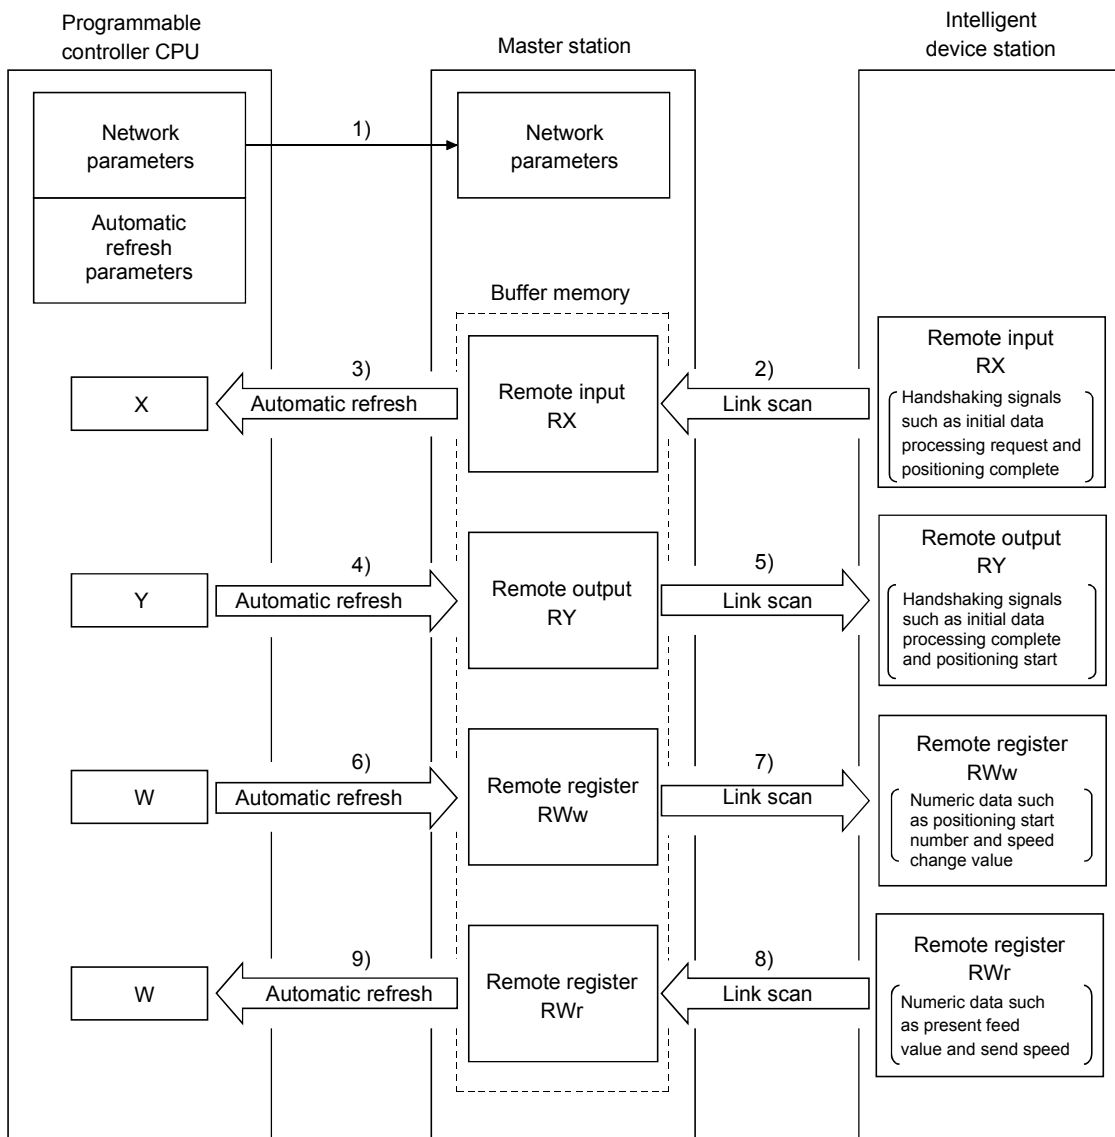 Programmable
controller CPU
Master station
Intelligent
device station
Network
parameters
1)
Network
parameters
Automatic
refresh
parameters
Buffer memory
X
3)
Automatic refresh
Remote input
RX
2)
Link scan
Remote input
RX
Handshaking signals
such as initial data
processing request and
positioning complete
Y
4)
Automatic refresh
Remote output
RY
5)
Link scan
Remote output
RY
Handshaking signals
such as initial data
processing complete
and positioning start
W
6)
Automatic refresh
Remote register
RWw
7)
Link scan
Remote register
RWw
Numeric data such
as positioning start
number and speed
change value
W
9)
Automatic refresh
Remote register
RWr
8)
Link scan
Remote register
RWr
Numeric data such
as present feed
value and send speed